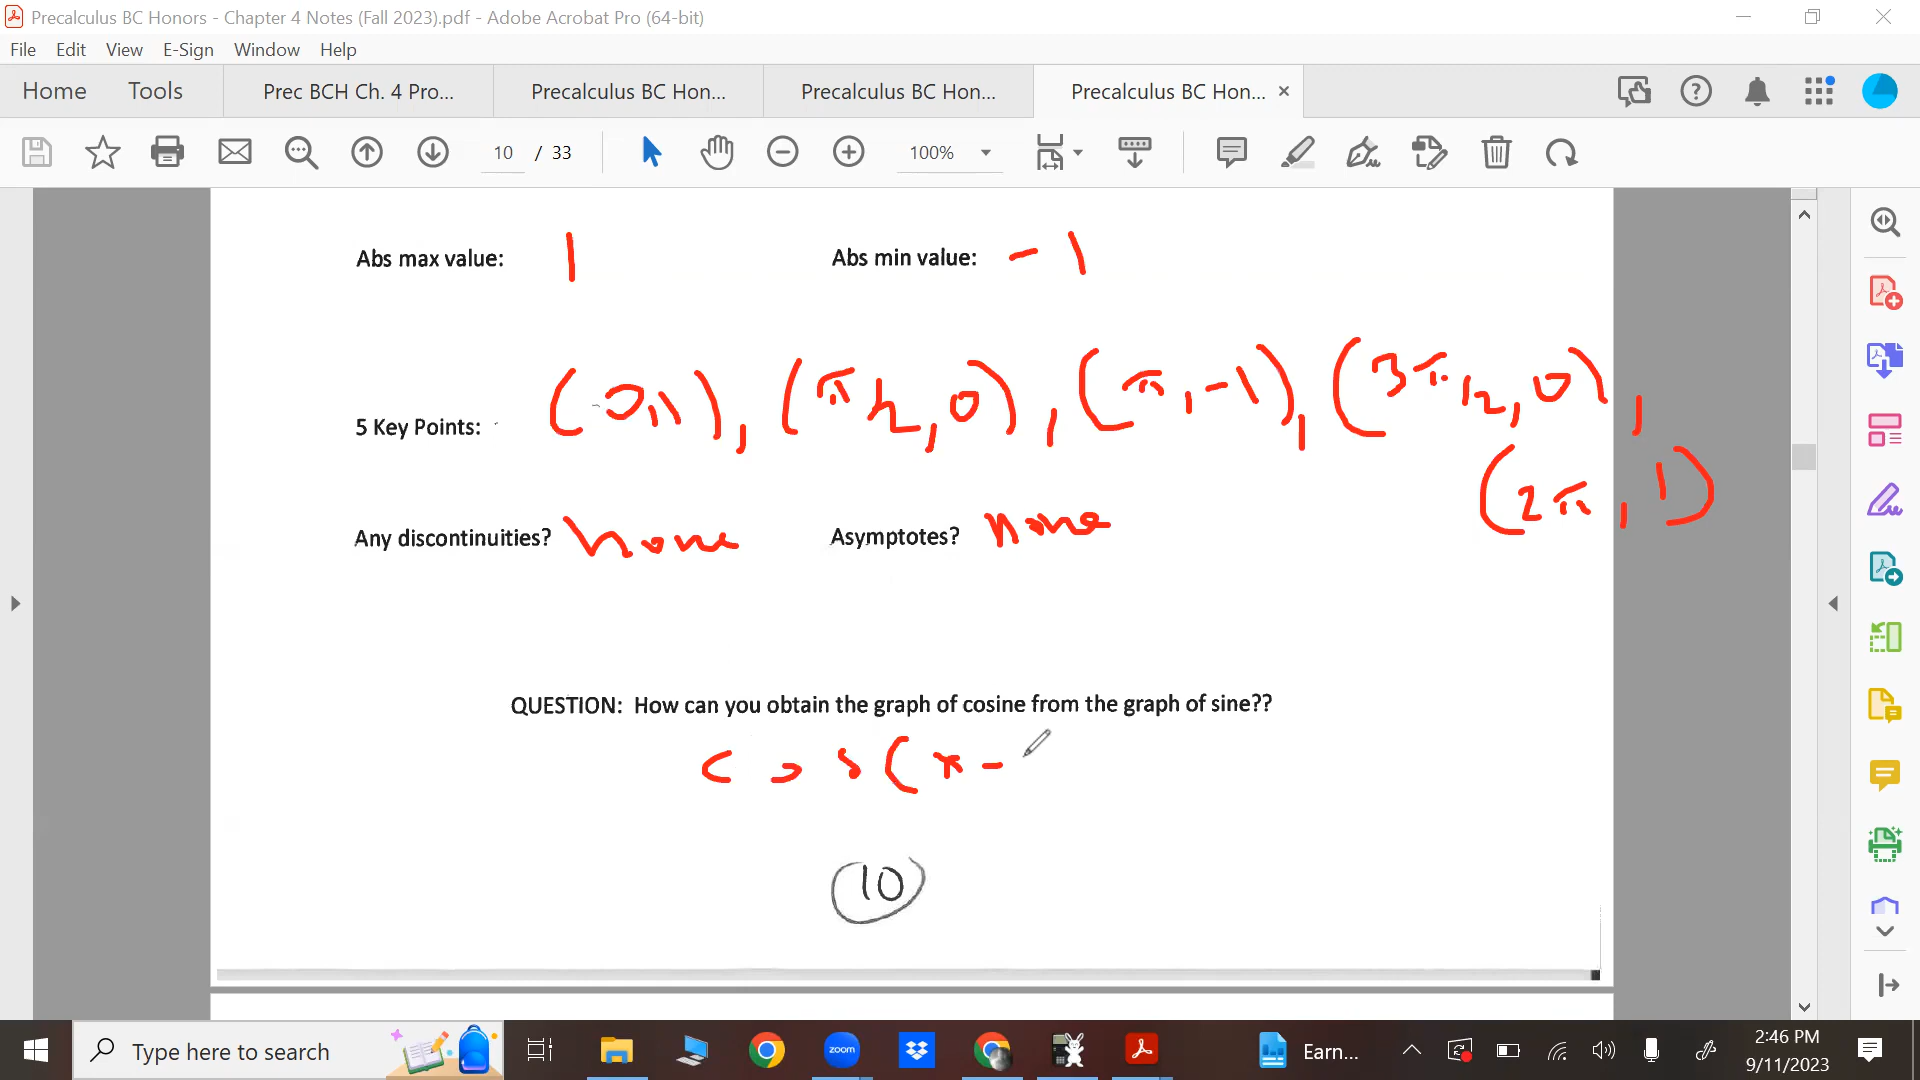 Precalculus BC Honors - Chapter 4 Notes (Fall 2023).pdf - Adobe Acrobat Pro (64-bit)
File Edit View E-Sign Window Help
Home Tools Prec BCH Ch. 4 Pro... Precalculus BC Hon... Precalculus BC Hon... Precalculus BC Hon... ×
10 / 33 100%
Abs max value: 1 Abs min value: -1
5 Key Points: (0,1), (π/2,0), (π,-1), (3π/2,0),
(2π,1)
Any discontinuities? none Asymptotes? none
QUESTION: How can you obtain the graph of cosine from the graph of sine??
cos(x-
10
Type here to search zoom Earn... 2:46 PM
9/11/2023